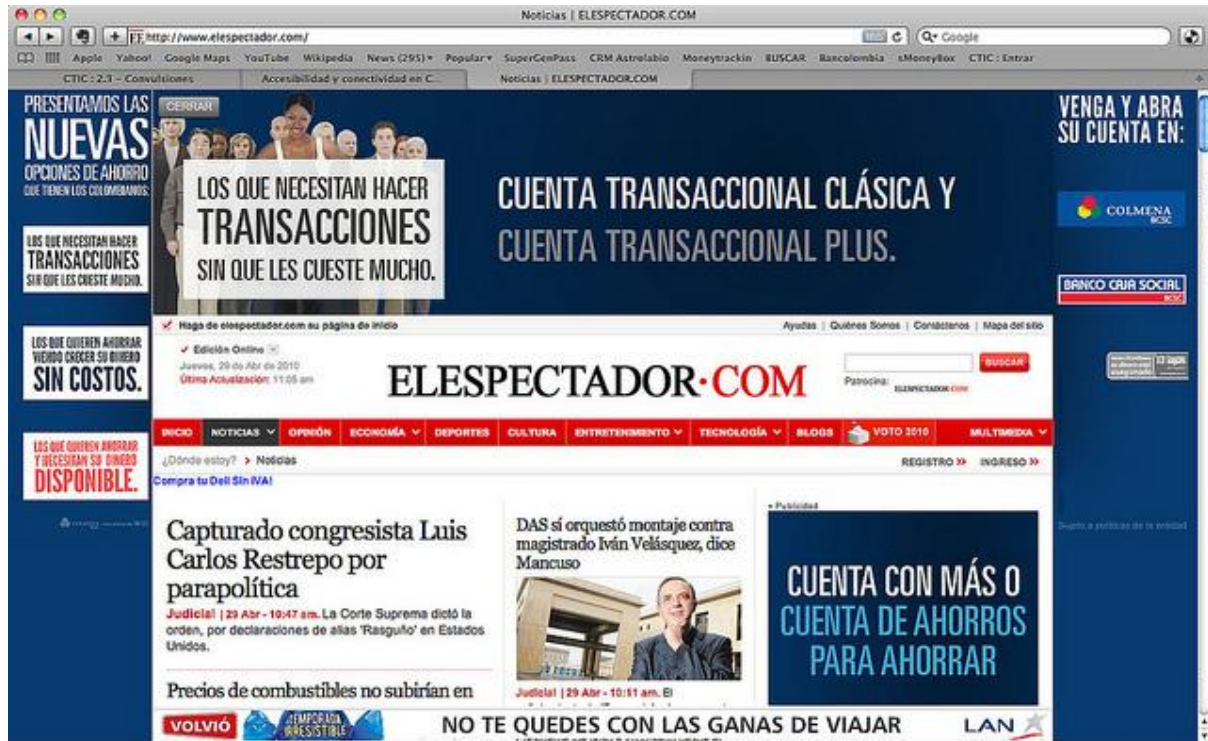 Noticias | ELESPECTADOR.COM
http://www.elespectador.com/
Google
Apple Yahoo! Google Maps YouTube Wikipedia News (295) Popular SuperGenPass CRM Astrolabio Moneytrackin BUSCAR Bancolombia sMoneyBox CTIC : Entrar
CTIC : 2.3 – Convulsiones
Accesibilidad y conectividad en C...
Noticias | ELESPECTADOR.COM
PRESENTAMOS LAS
NUEVAS
OPCIONES DE AHORRO
QUE TIENEN LOS COLOMBIANOS:
LOS QUE NECESITAN HACER
TRANSACCIONES
SIN QUE LES CUESTE MUCHO.
LOS QUE QUIEREN AHORRAR
VIENDO CRECER SU DINERO
SIN COSTOS.
LOS QUE QUIEREN AHORRAR
Y NECESITAN SU DINERO
DISPONIBLE.
CERRAR
LOS QUE NECESITAN HACER
TRANSACCIONES
SIN QUE LES CUESTE MUCHO.
CUENTA TRANSACCIONAL CLÁSICA Y
CUENTA TRANSACCIONAL PLUS.
VENGA Y ABRA
SU CUENTA EN:
COLMENA
BCSC
BANCO CAJA SOCIAL
BCSC
Sujeto a políticas de la entidad
Haga de elespectador.com su página de inicio
Ayudas | Quiénes Somos | Contáctenos | Mapa del sitio
Edición Online
Jueves, 29 de Abr de 2010
Última Actualización: 11:05 am
ELESPECTADOR.COM
BUSCAR
Patrocina: ELESPECTADOR.COM
INICIO NOTICIAS OPINIÓN ECONOMÍA DEPORTES CULTURA ENTRETENIMIENTO TECNOLOGÍA BLOGS VOTO 2010 MULTIMEDIA
¿Dónde estoy? > Noticias
REGISTRO » INGRESO »
Compra tu Dell Sin IVA!
Capturado congresista Luis
Carlos Restrepo por
parapolítica
Judicial | 29 Abr - 10:47 am. La Corte Suprema dictó la
orden, por declaraciones de alias 'Rasguño' en Estados
Unidos.
Precios de combustibles no subirían en
DAS sí orquestó montaje contra
magistrado Iván Velásquez, dice
Mancuso
Judicial | 29 Abr - 10:11 am. El
Publicidad
CUENTA CON MÁS O
CUENTA DE AHORROS
PARA AHORRAR
VOLVIÓ
TEMPORADA
IRRESISTIBLE
NO TE QUEDES CON LAS GANAS DE VIAJAR
LAN